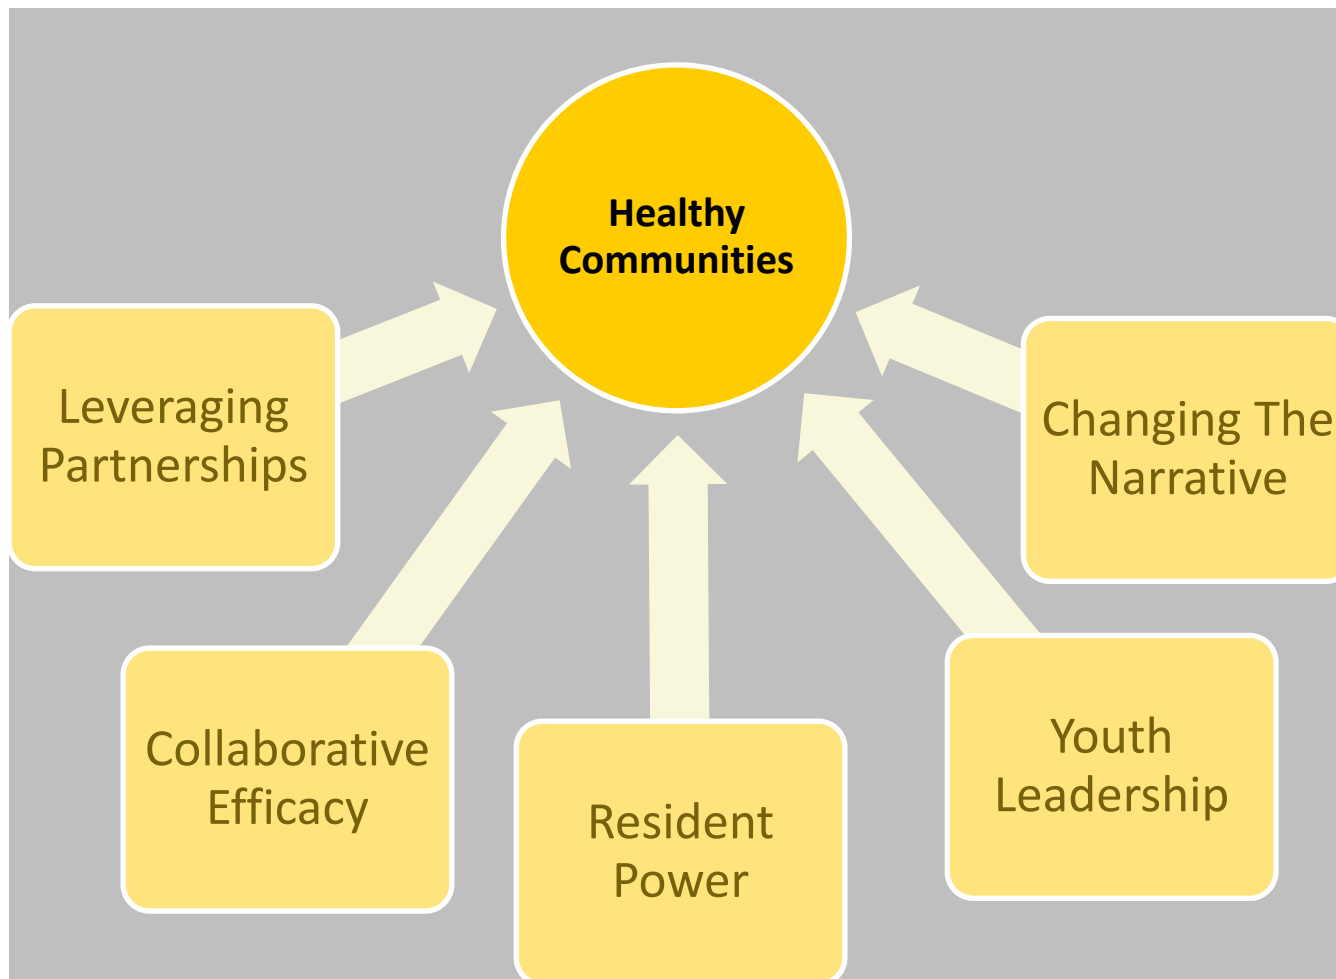 Healthy
Communities
Leveraging
Partnerships
Changing The
Narrative
Collaborative
Efficacy
Youth
Leadership
Resident
Power